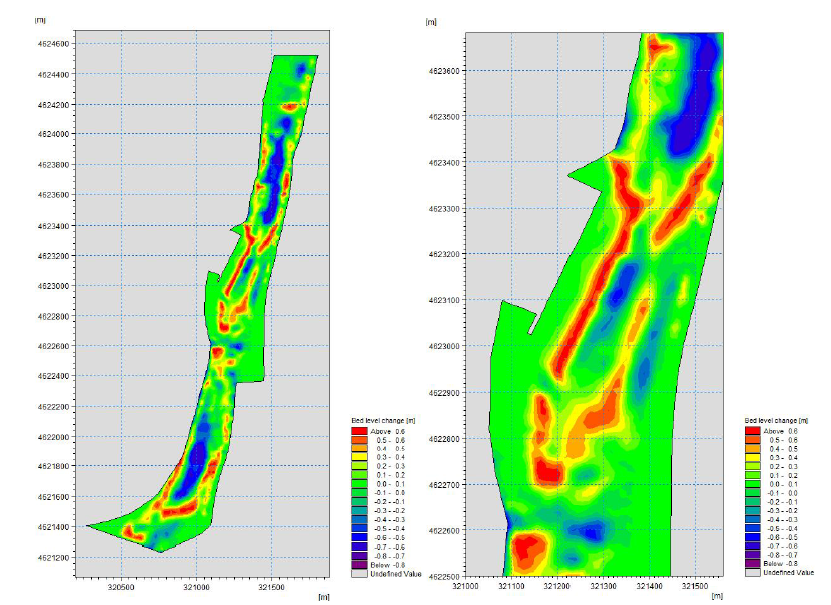 [m]
4624600
4624400
4624200
4624000
4623800
4623600
4623400
4623200
4623000
4622800
4622600
4622400
4622200
4622000
4621800
4621600
4621400
4621200
320500 321000 321500
[m]
Bed level change [m]
Above 0.6
0.5 - 0.6
0.4 0.5
0.3 - 0.4
0.2 - 0.3
0.1 - 0.2
0.0 - 0.1
-0.1 - 0.0
-0.2 - -0.1
-0.3 - -0.2
-0.4 - -0.3
-0.5 - -0.4
-0.6 - -0.5
-0.7 - -0.6
-0.8 - -0.7
Below -0.8
Undefined Value
[m]
4623600
4623500
4623400
4623300
4623200
4623100
4623000
4622900
4622800
4622700
4622600
4622500
321000 321100 321200 321300 321400 321500
[m]
Bed level change [m]
Above 0.6
0.5 - 0.6
0.4 - 0.5
0.3 - 0.4
0.2 - 0.3
0.1 - 0.2
0.0 - 0.1
-0.1 - 0.0
-0.2 - -0.1
-0.3 - -0.2
-0.4 - -0.3
-0.5 - -0.4
-0.6 - -0.5
-0.7 - -0.6
-0.8 - -0.7
Below -0.8
Undefined Value